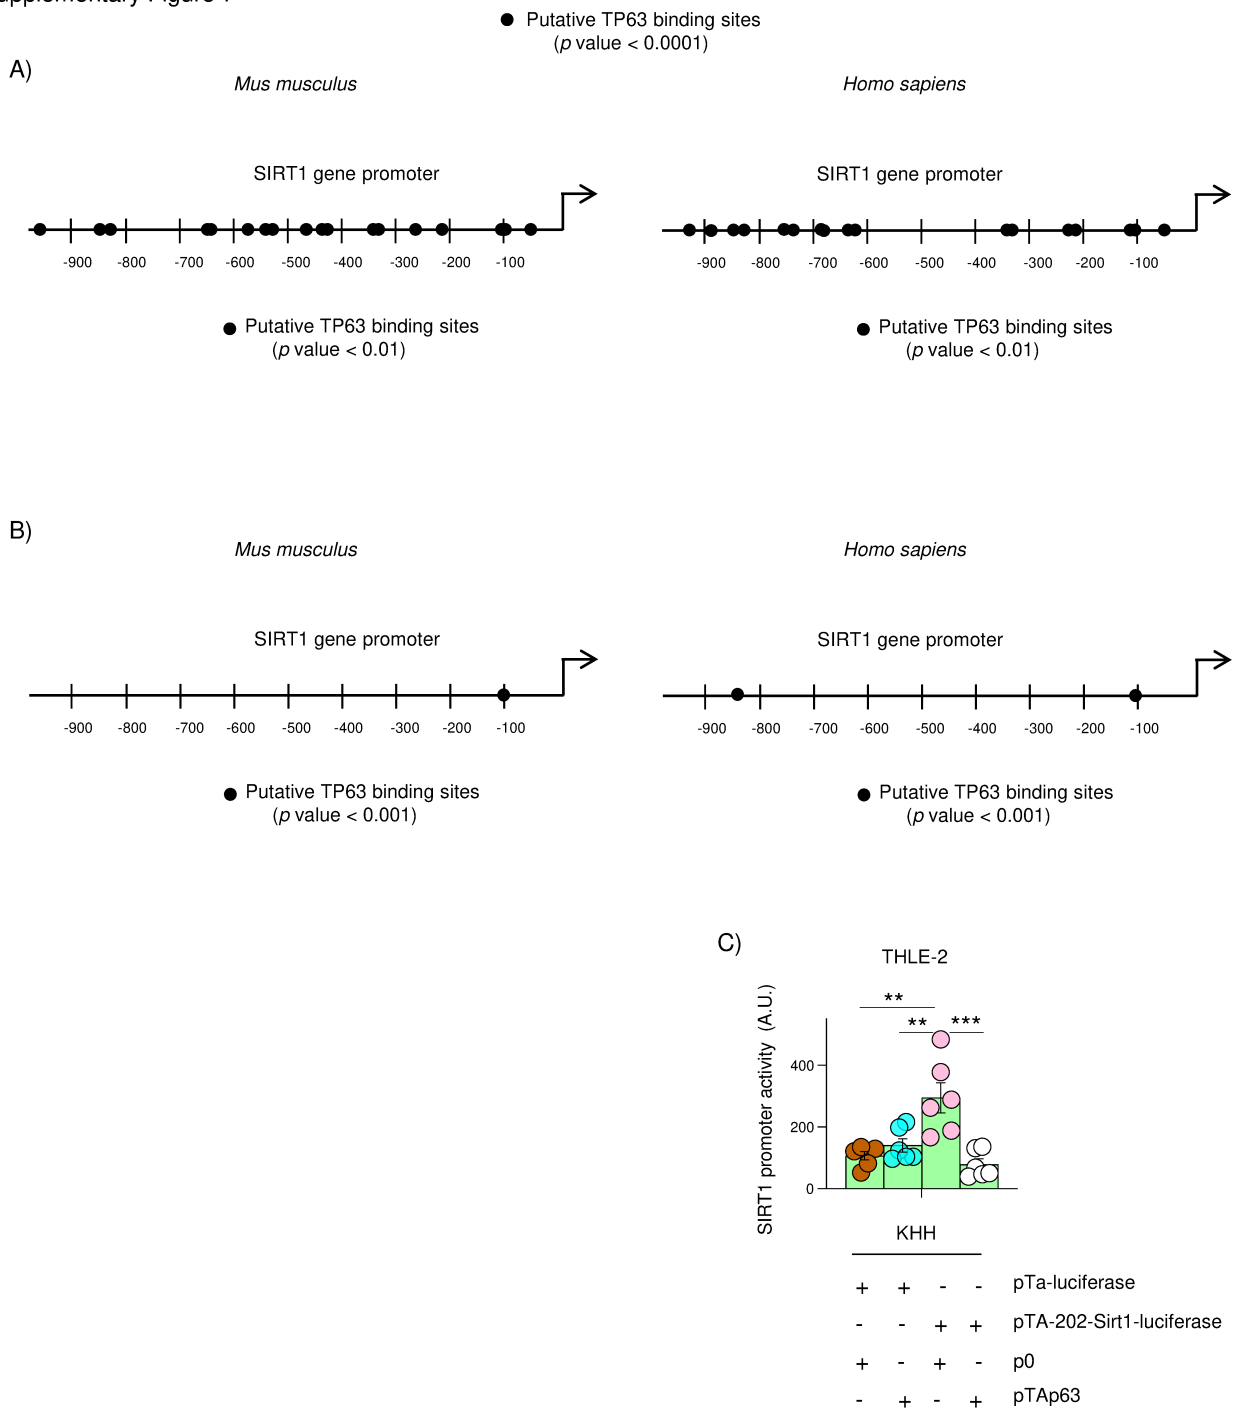 Putative TP63 binding sites
(p value < 0.0001)
A)
Mus musculus
Homo sapiens
SIRT1 gene promoter
SIRT1 gene promoter
-900 -800 -700 -600 -500 -400 -300 -200 -100
-900 -800 -700 -600 -500 -400 -300 -200 -100
Putative TP63 binding sites
(p value < 0.01)
Putative TP63 binding sites
(p value < 0.01)
B)
Mus musculus
Homo sapiens
SIRT1 gene promoter
SIRT1 gene promoter
-900 -800 -700 -600 -500 -400 -300 -200 -100
-900 -800 -700 -600 -500 -400 -300 -200 -100
Putative TP63 binding sites
(p value < 0.001)
Putative TP63 binding sites
(p value < 0.001)
C)
THLE-2
SIRT1 promoter activity (A.U.)
**
** ***
400
200
0
KHH
+ + - - pTa-luciferase
- - + + pTA-202-Sirt1-luciferase
+ - + - p0
- + - + pTAp63